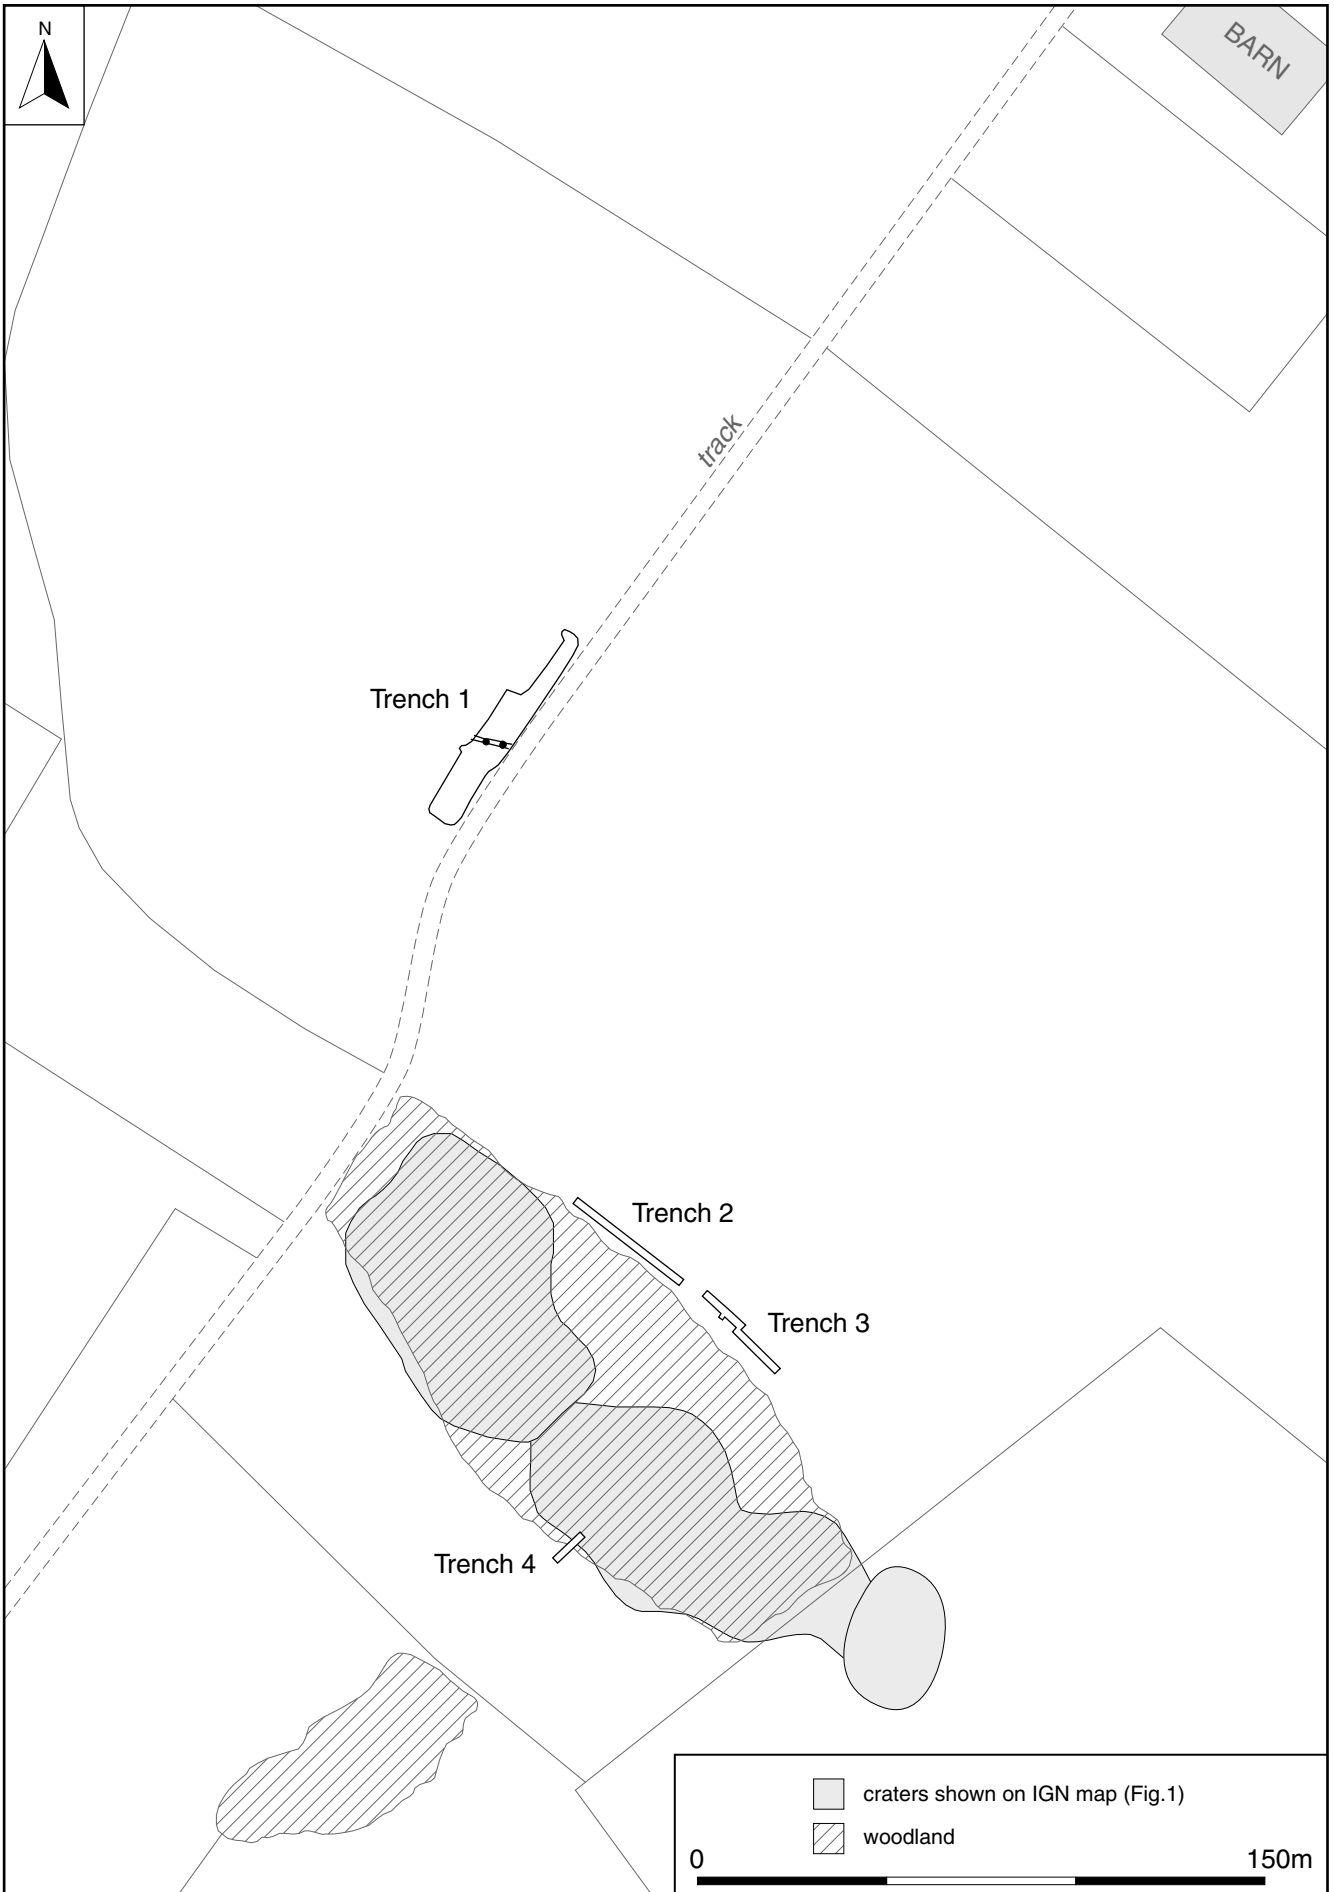 N
BARN
track
Trench 1
Trench 2
Trench 3
Trench 4
craters shown on IGN map (Fig.1)
woodland
0 150m